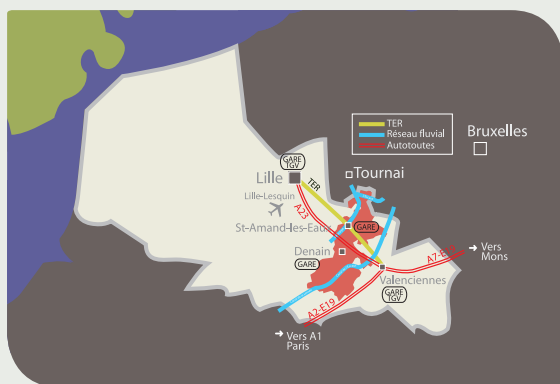 TER
Réseau fluvial
Autotoutes
Bruxelles
GARE
TGV
Lille
TER
Tournai
Lille-Lesquin
A23
St-Amand-les-Eaux
GARE
Denain
GARE
A7-E19
Vers
Mons
Valenciennes
GARE
TGV
A2-E19
Vers A1
Paris